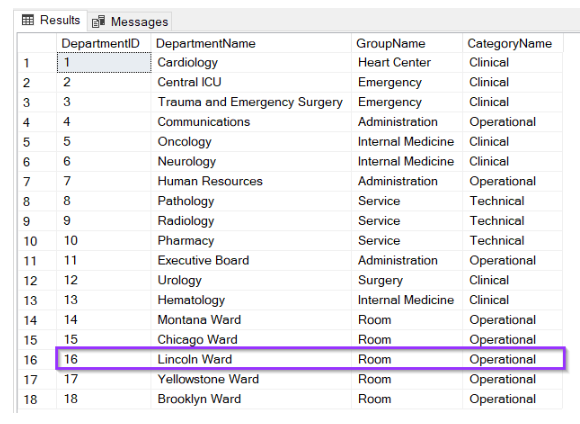 Results Messages
DepartmentID DepartmentName GroupName CategoryName
1 1 Cardiology Heart Center Clinical
2 2 Central ICU Emergency Clinical
3 3 Trauma and Emergency Surgery Emergency Clinical
4 4 Communications Administration Operational
5 5 Oncology Internal Medicine Clinical
6 6 Neurology Internal Medicine Clinical
7 7 Human Resources Administration Operational
8 8 Pathology Service Technical
9 9 Radiology Service Technical
10 10 Pharmacy Service Technical
11 11 Executive Board Administration Operational
12 12 Urology Surgery Clinical
13 13 Hematology Internal Medicine Clinical
14 14 Montana Ward Room Operational
15 15 Chicago Ward Room Operational
16 16 Lincoln Ward Room Operational
17 17 Yellowstone Ward Room Operational
18 18 Brooklyn Ward Room Operational